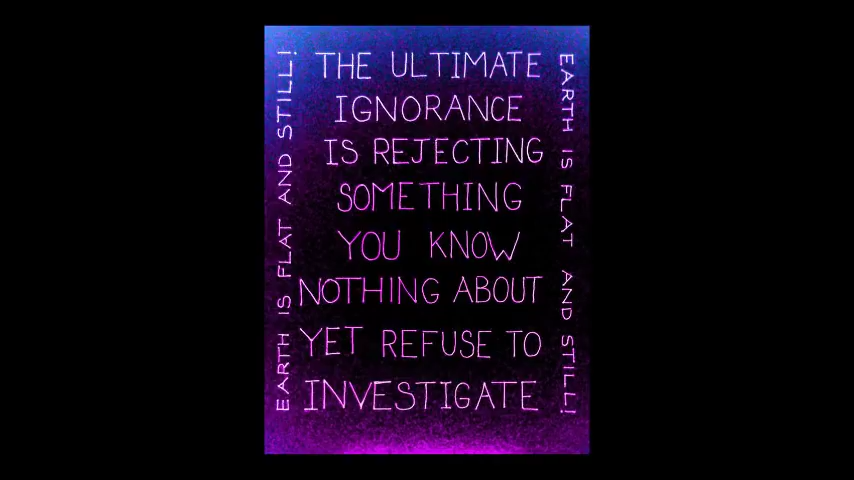 EARTH IS FLAT AND STILL!
THE ULTIMATE
IGNORANCE
IS REJECTING
SOMETHING
YOU KNOW
NOTHING ABOUT
YET REFUSE TO
INVESTIGATE
EARTH IS FLAT AND STILL!